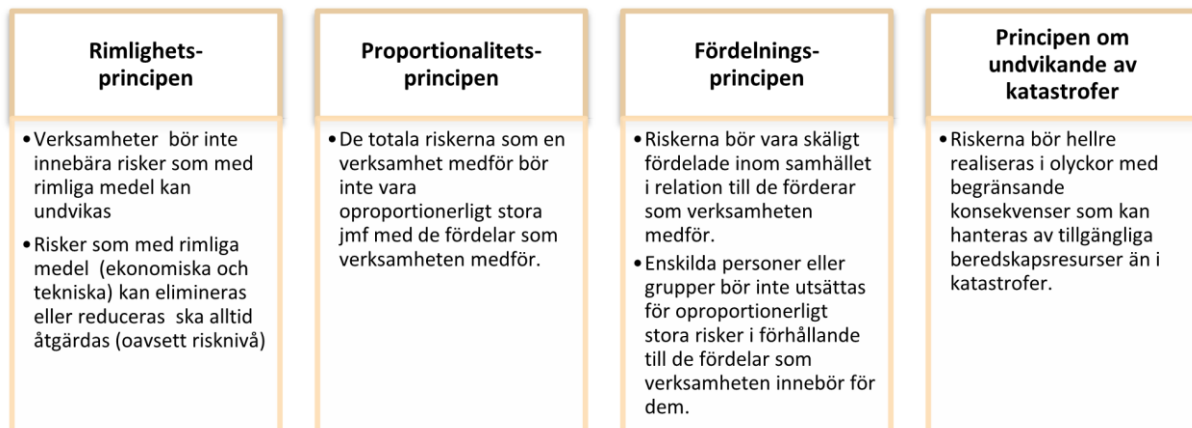 Rimlighets-
principen
• Verksamheter bör inte
innebära risker som med
rimliga medel kan
undvikas
• Risker som med rimliga
medel (ekonomiska och
tekniska) kan elimineras
eller reduceras ska alltid
åtgärdas (oavsett risknivå)
Proportionalitets-
principen
• De totala riskerna som en
verksamhet medför bör
inte vara
oproportionerligt stora
jmf med de fördelar som
verksamheten medför.
Fördelnings-
principen
• Riskerna bör vara skäligt
fördelade inom samhället
i relation till de förderar
som verksamheten
medför.
• Enskilda personer eller
grupper bör inte utsättas
för oproportionerligt
stora risker i förhållande
till de fördelar som
verksamheten innebör för
dem.
Principen om
undvikande av
katastrofer
• Riskerna bör hellre
realiseras i olyckor med
begränsande
konsekvenser som kan
hanteras av tillgängliga
beredskapsresurser än i
katastrofer.